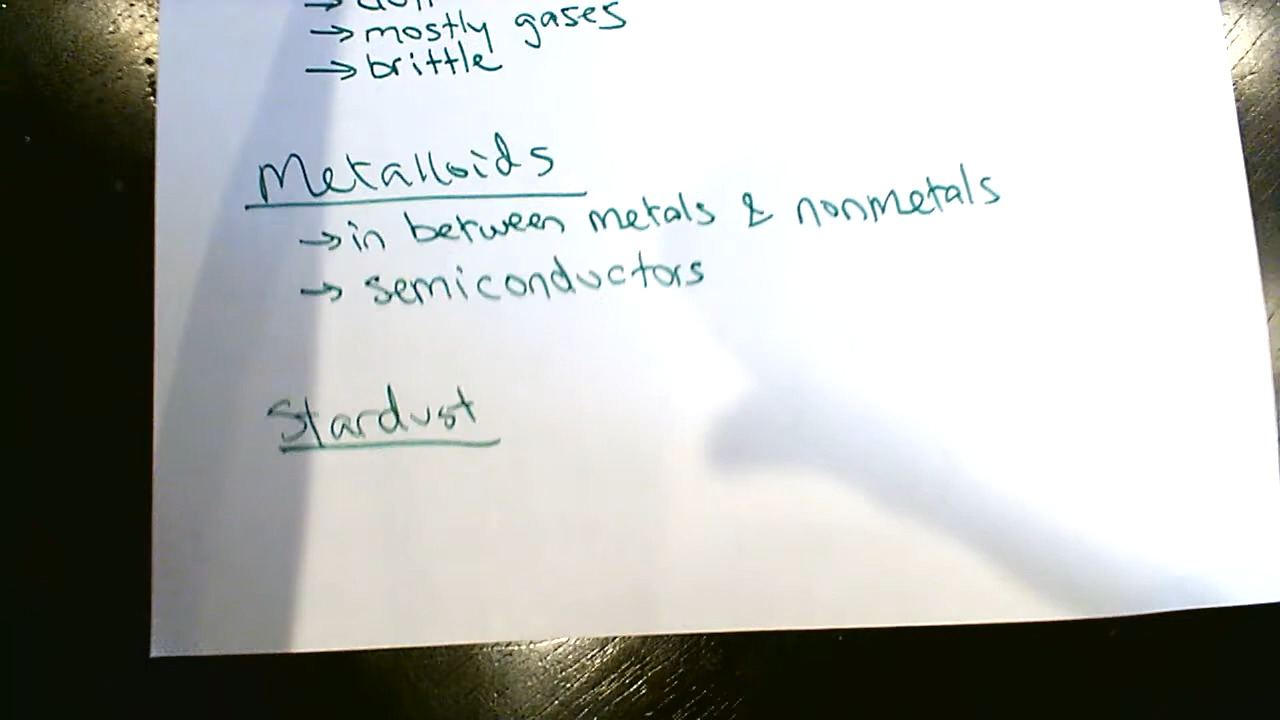 → mostly gases
→ brittle
Metalloids
→ in between metals & nonmetals
→ semiconductors
Stardust